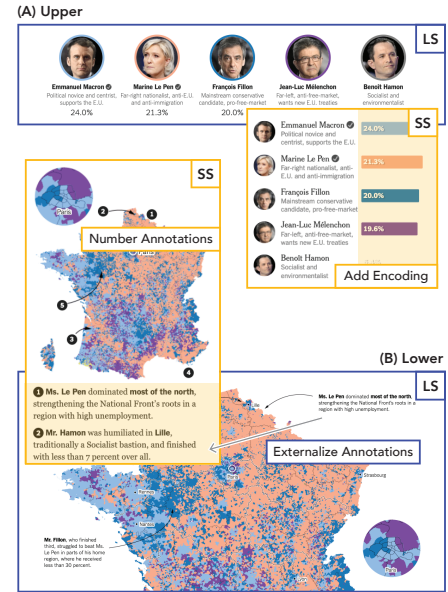 (A) Upper
LS
Emmanuel Macron
Political novice and centrist,
supports the E.U.
24.0%
Marine Le Pen
Far-right nationalist, anti-E.U.
and anti-immigration
21.3%
François Fillon
Mainstream conservative
candidate, pro-free-market
20.0%
Jean-Luc Mélenchon
Far-left, anti-free-market,
wants new E.U. treaties
Benoît Hamon
Socialist and
environmentalist
SS
Emmanuel Macron
Political novice and
centrist, supports the E.U.
24.0%
Marine Le Pen
Far-right nationalist, anti-
E.U. and anti-immigration
21.3%
François Fillon
Mainstream conservative
candidate, pro-free-market
20.0%
Jean-Luc Mélenchon
Far-left, anti-free-market,
wants new E.U. treaties
19.6%
Benoît Hamon
Socialist and
environmentalist
Add Encoding
SS
Paris
2
1
Number Annotations
Paris
5
3
4
1 Ms. Le Pen dominated most of the north,
strengthening the National Front's roots in a
region with high unemployment.
2 Mr. Hamon was humiliated in Lille,
traditionally a Socialist bastion, and finished
with less than 7 percent over all.
(B) Lower
LS
Ms. Le Pen dominated most of the north,
strengthening the National Front's roots in a
region with high unemployment.
Externalize Annotations
Paris
Strasbourg
Rennes
Nantes
Mr. Fillon, who finished
third, struggled to beat Ms.
Le Pen in parts of his home
region, where he received
less than 30 percent.
Paris
Lyon